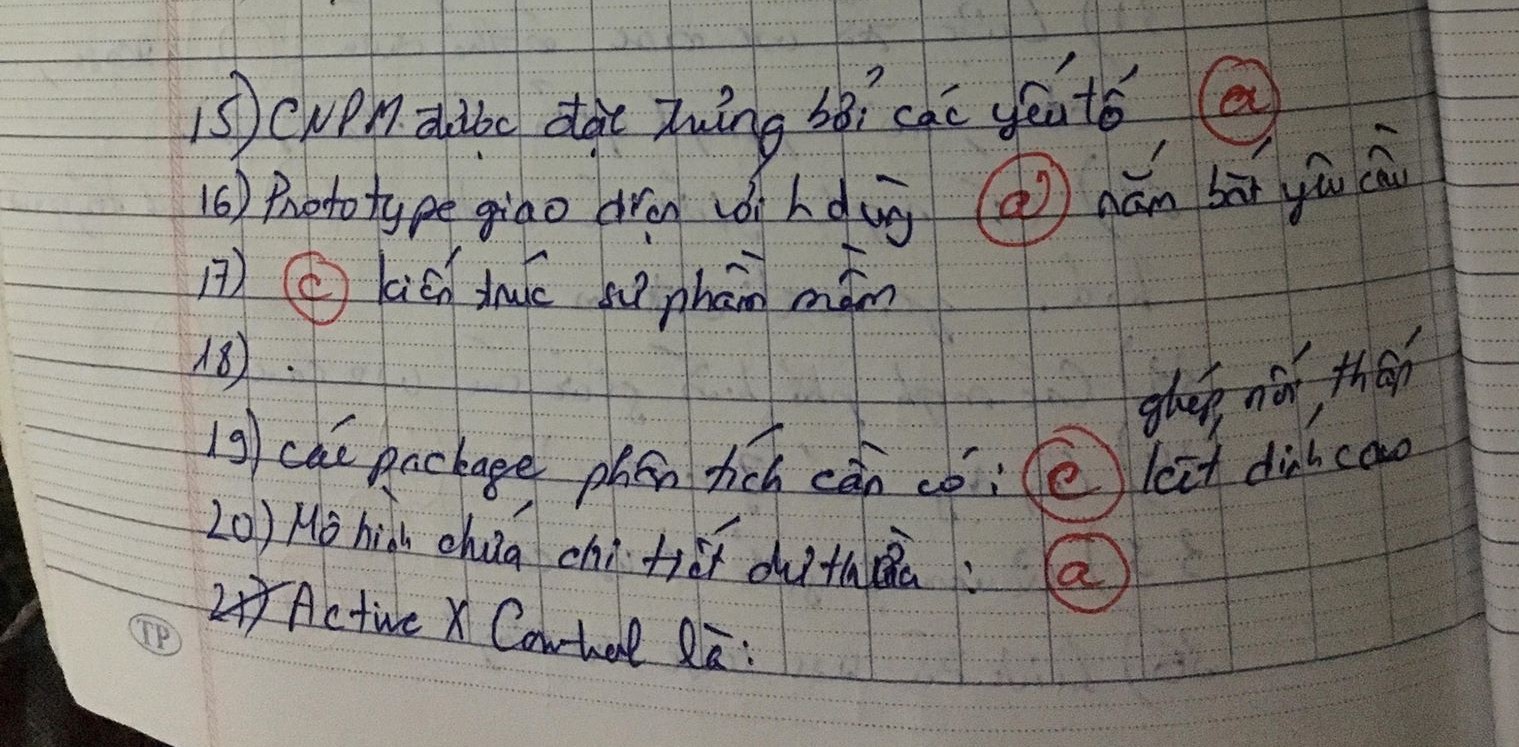 15) CNPM được đặc trưng bởi các yếu tố (a)
16) Prototype giao diện với hdùng (a) nắm bắt yêu cầu
17) (c) kiến trúc sư phần mềm
18) .
ghép nối thấp
19) các package phân tích cần có: (c) kết dính cao
20) Mô hình chứa chi tiết dư thừa: (a)
21) Active X Control là:
TP